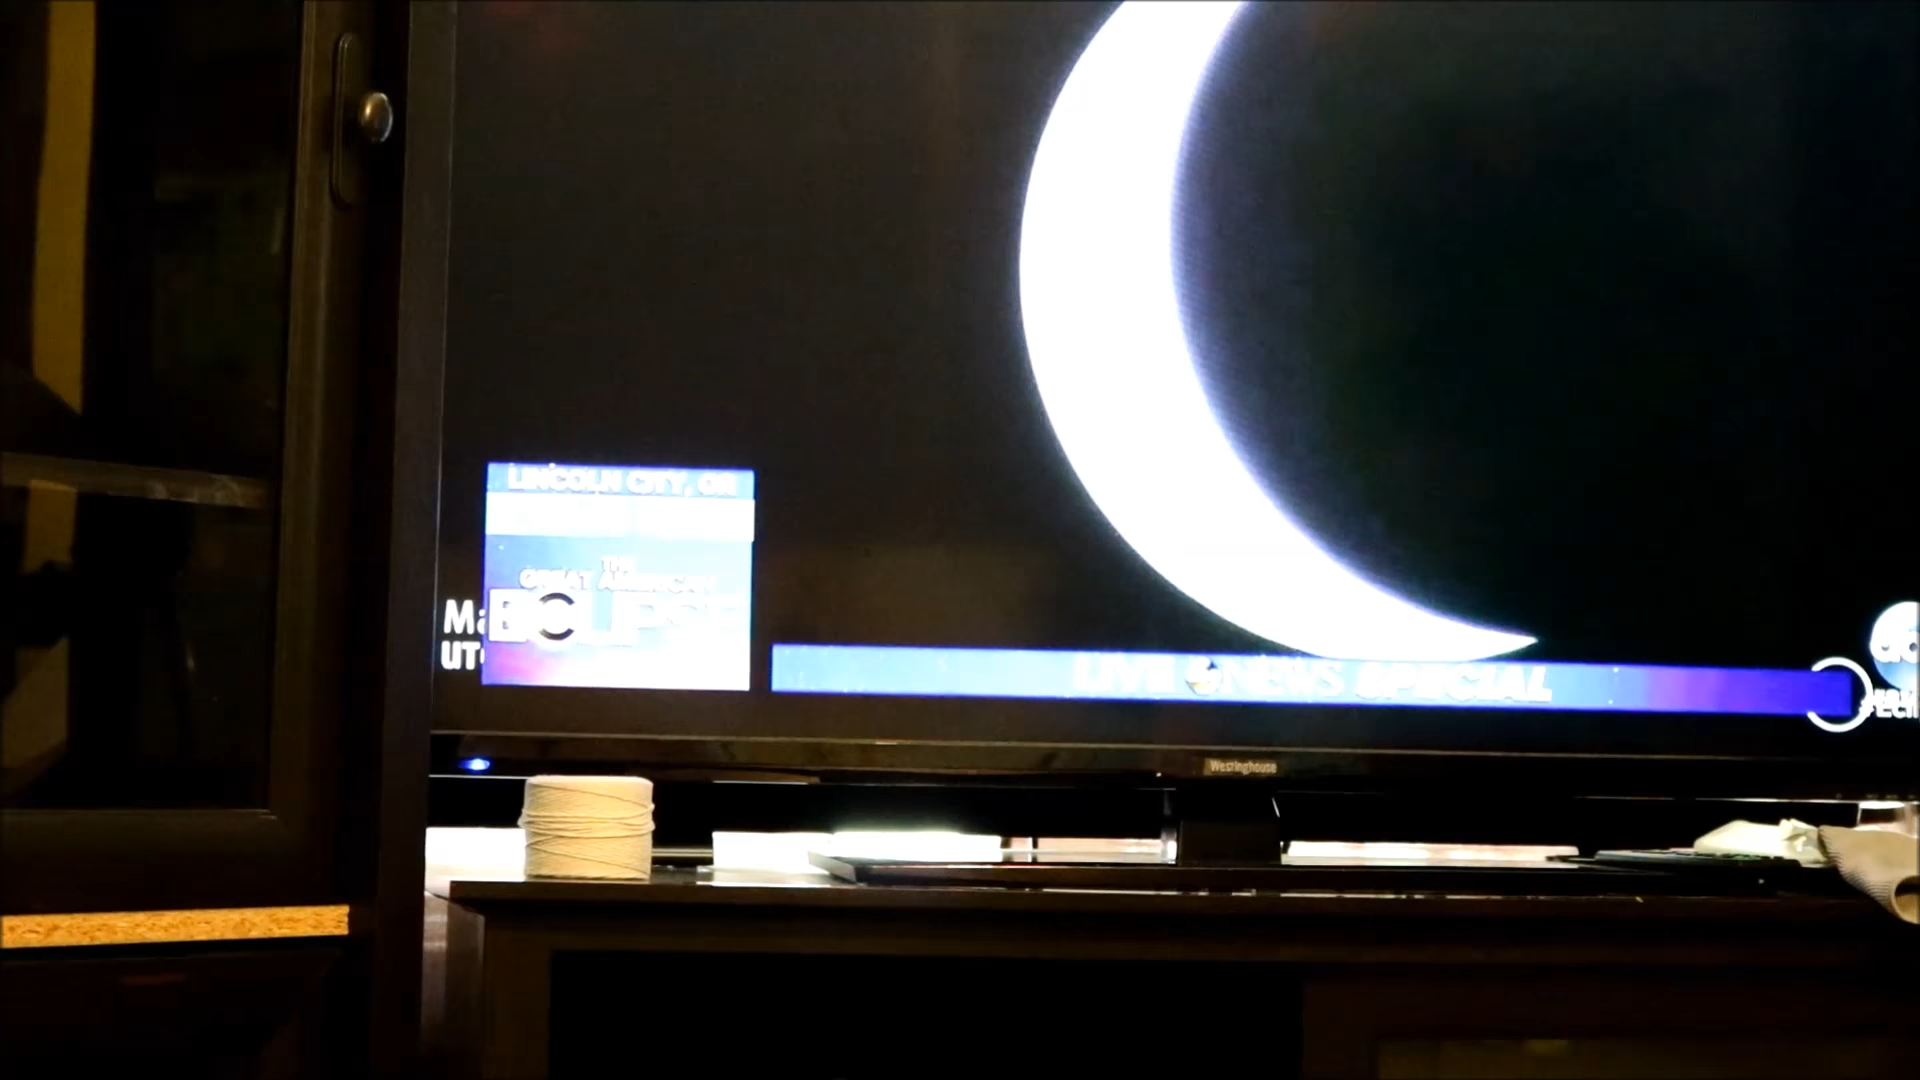 LINCOLN CITY, OR
THE
GREAT AMERICAN
ECLIPSE
LIVE NEWS SPECIAL
Westinghouse